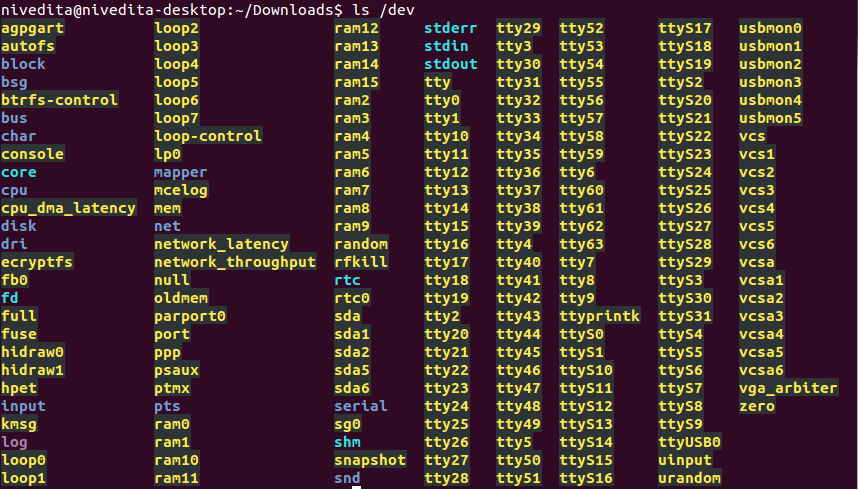 nivedita@nivedita-desktop:~/Downloads$ ls /dev
agpgart loop2 ram12 stderr tty29 tty52 ttyS17 usbmon0
autofs loop3 ram13 stdin tty3 tty53 ttyS18 usbmon1
block loop4 ram14 stdout tty30 tty54 ttyS19 usbmon2
bsg loop5 ram15 tty tty31 tty55 ttyS2 usbmon3
btrfs-control loop6 ram2 tty0 tty32 tty56 ttyS20 usbmon4
bus loop7 ram3 tty1 tty33 tty57 ttyS21 usbmon5
char loop-control ram4 tty10 tty34 tty58 ttyS22 vcs
console lp0 ram5 tty11 tty35 tty59 ttyS23 vcs1
core mapper ram6 tty12 tty36 tty6 ttyS24 vcs2
cpu mcelog ram7 tty13 tty37 tty60 ttyS25 vcs3
cpu_dma_latency mem ram8 tty14 tty38 tty61 ttyS26 vcs4
disk net ram9 tty15 tty39 tty62 ttyS27 vcs5
dri network_latency random tty16 tty4 tty63 ttyS28 vcs6
ecryptfs network_throughput rfkill tty17 tty40 tty7 ttyS29 vcsa
fb0 null rtc tty18 tty41 tty8 ttyS3 vcsa1
fd oldmem rtc0 tty19 tty42 tty9 ttyS30 vcsa2
full parport0 sda tty2 tty43 ttyprintk ttyS31 vcsa3
fuse port sda1 tty20 tty44 ttyS0 ttyS4 vcsa4
hidraw0 ppp sda2 tty21 tty45 ttyS1 ttyS5 vcsa5
hidraw1 psaux sda5 tty22 tty46 ttyS10 ttyS6 vcsa6
hpet ptmx sda6 tty23 tty47 ttyS11 ttyS7 vga_arbiter
input pts serial tty24 tty48 ttyS12 ttyS8 zero
kmsg ram0 sg0 tty25 tty49 ttyS13 ttyS9
log ram1 shm tty26 tty5 ttyS14 ttyUSB0
loop0 ram10 snapshot tty27 tty50 ttyS15 uinput
loop1 ram11 snd tty28 tty51 ttyS16 urandom